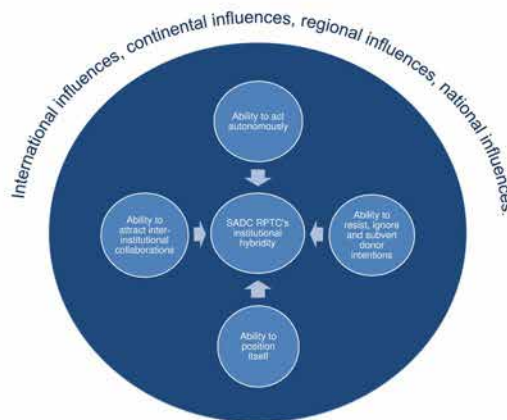 International influences, continental influences, regional influences, national influences.
Ability to act
autonomously
Ability to
attract inter-
institutional
collaborations
SADC RPTC's
institutional
hybridity
Ability to
resist, ignore
and subvert
donor
intentions
Ability to
position
itself